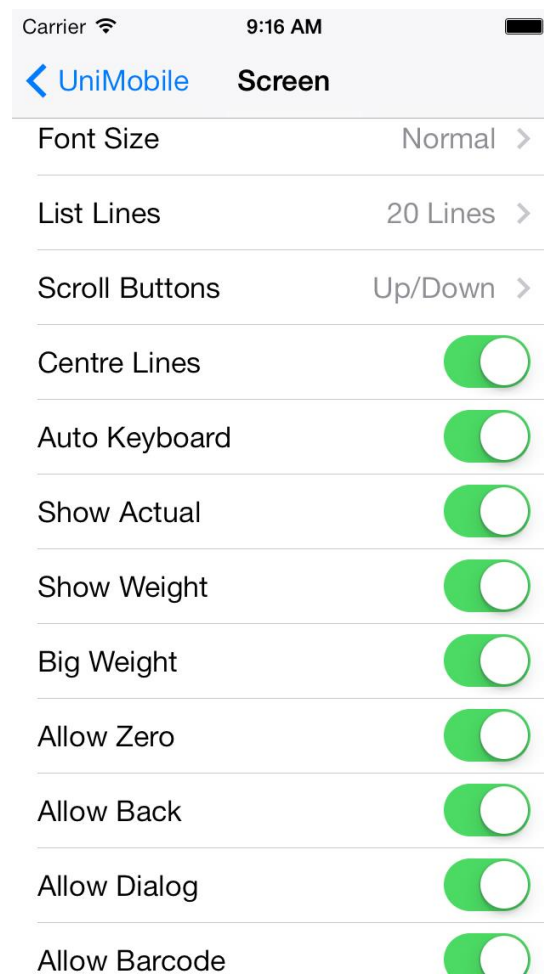 Carrier 9:16 AM
UniMobile Screen
Font Size Normal
List Lines 20 Lines
Scroll Buttons Up/Down
Centre Lines
Auto Keyboard
Show Actual
Show Weight
Big Weight
Allow Zero
Allow Back
Allow Dialog
Allow Barcode